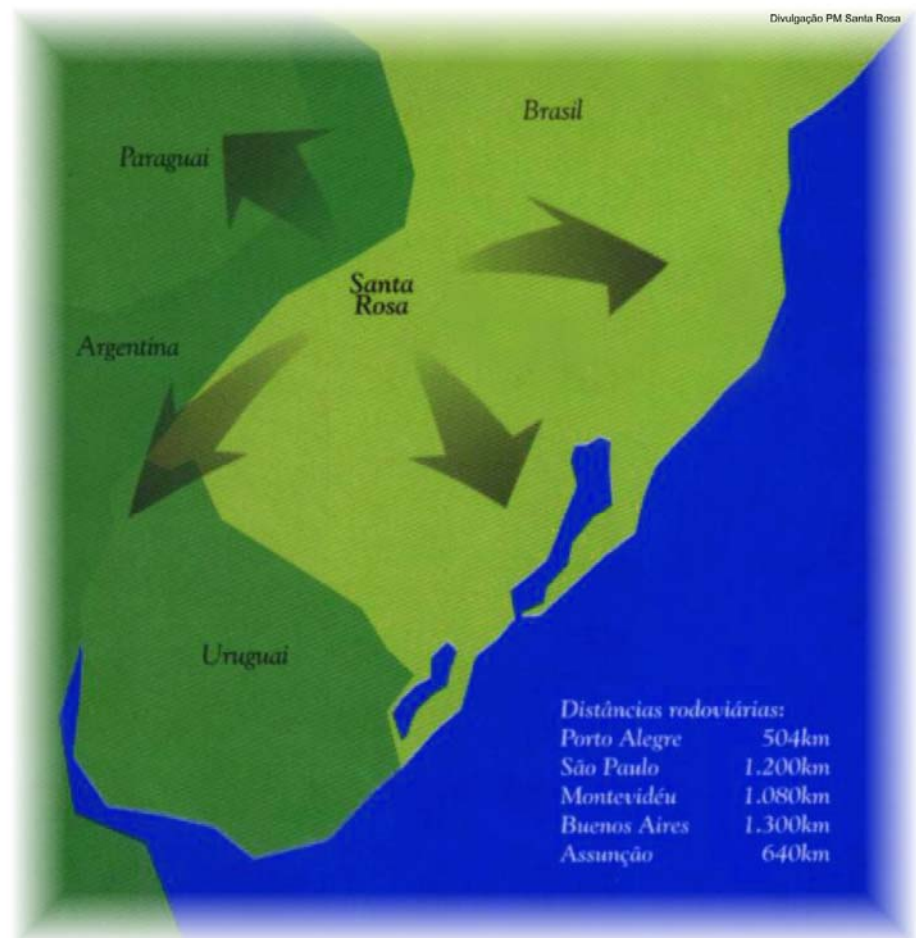 Divulgação PM Santa Rosa
Brasil
Paraguai
Santa
Rosa
Argentina
Uruguai
Distâncias rodoviárias:
Porto Alegre 504km
São Paulo 1.200km
Montevidéu 1.080km
Buenos Aires 1.300km
Assunção 640km